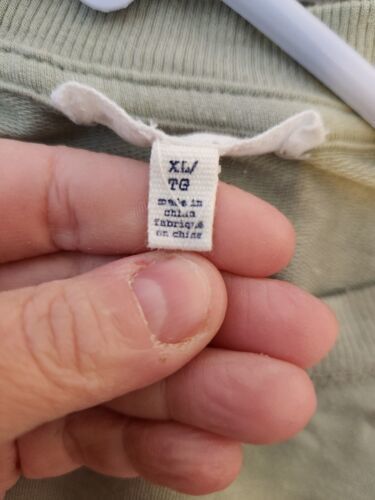 XL/
TG
made in
china
fabriqué
en chine